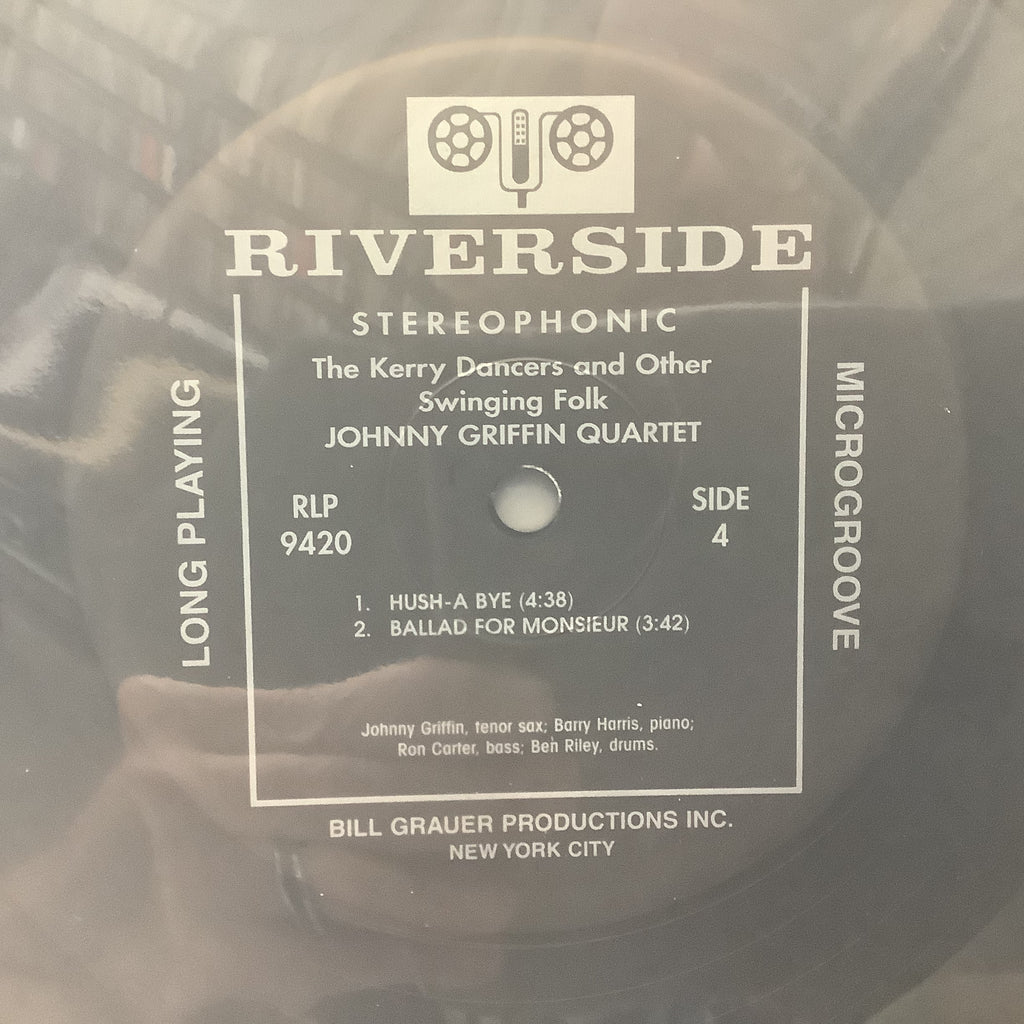 RIVERSIDE
STEREOPHONIC
The Kerry Dancers and Other
Swinging Folk
JOHNNY GRIFFIN QUARTET
LONG PLAYING
MICROGROOVE
RLP
9420
SIDE
4
1. HUSH-A BYE (4:38)
2. BALLAD FOR MONSIEUR (3:42)
Johnny Griffin, tenor sax; Barry Harris, piano;
Ron Carter, bass; Ben Riley, drums.
BILL GRAUER PRODUCTIONS INC.
NEW YORK CITY